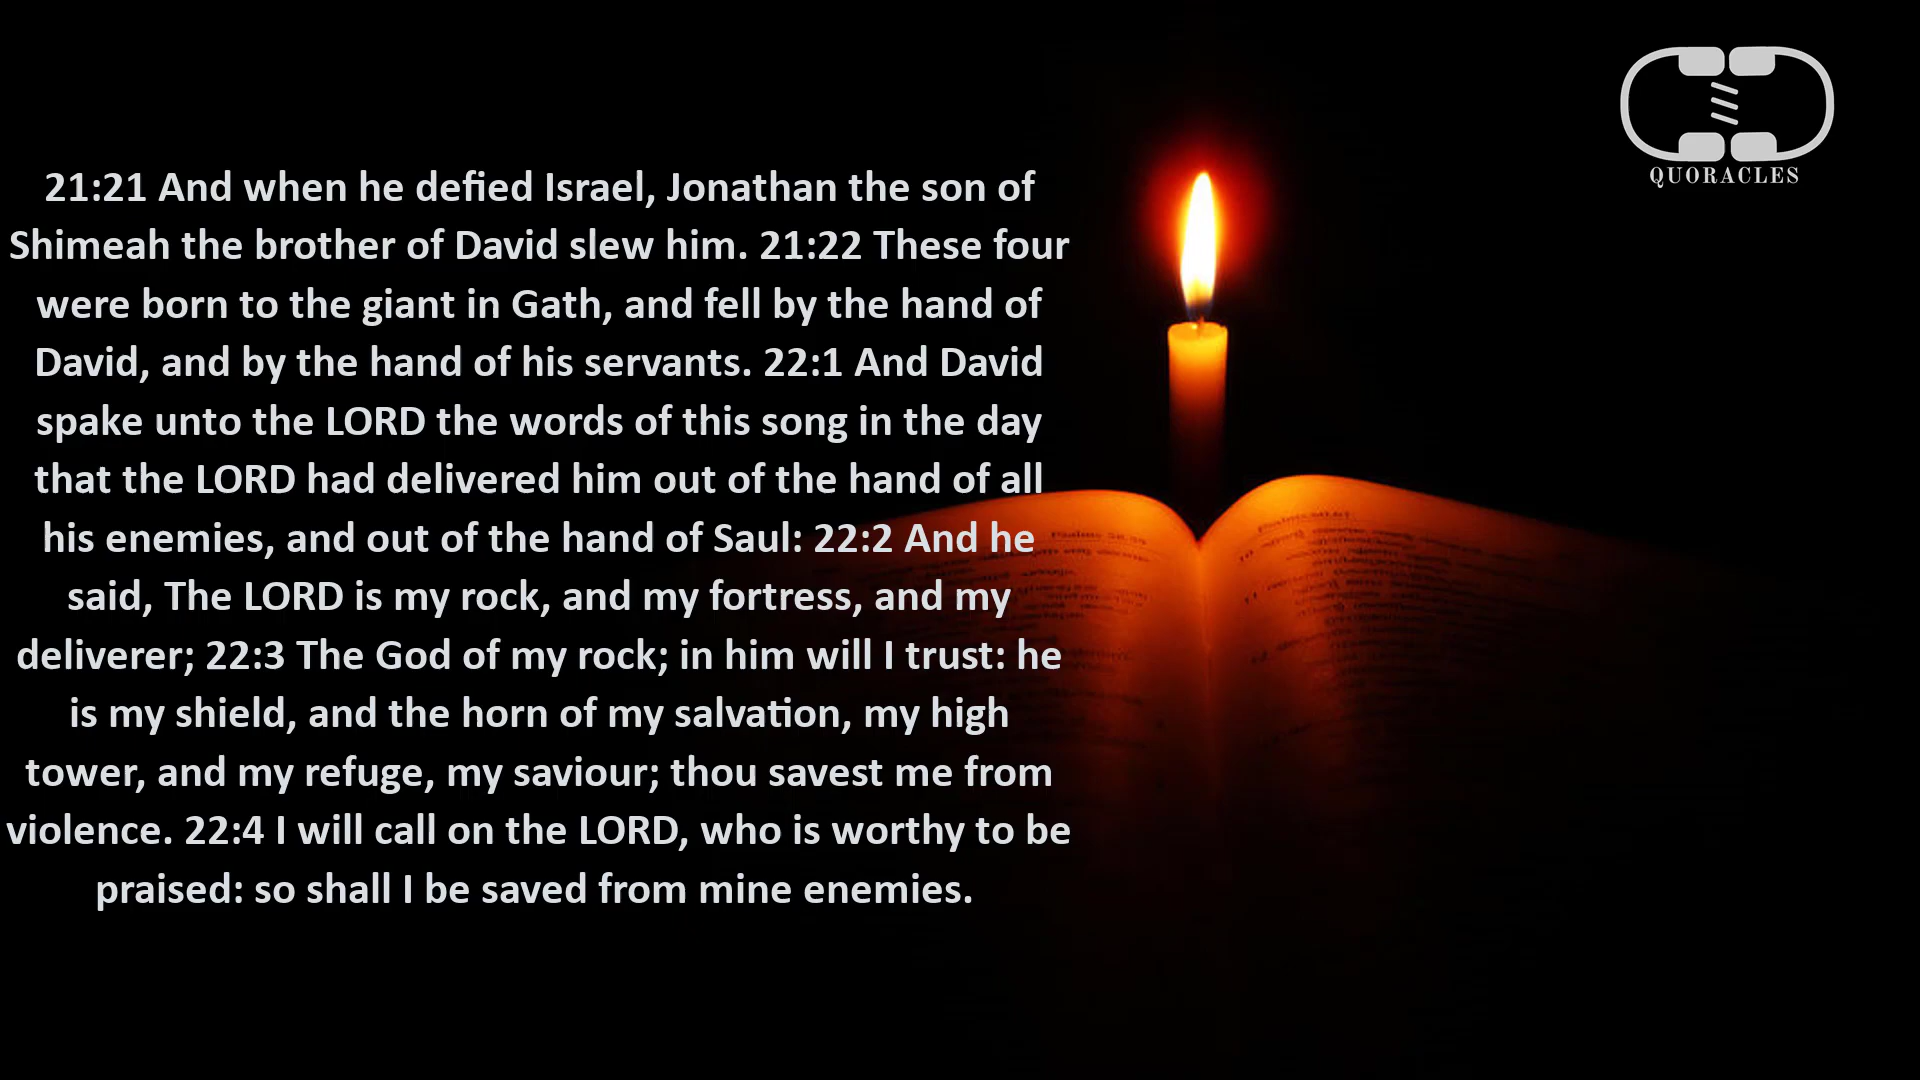 21:21 And when he defied Israel, Jonathan the son of
Shimeah the brother of David slew him. 21:22 These four
were born to the giant in Gath, and fell by the hand of
David, and by the hand of his servants. 22:1 And David
spake unto the LORD the words of this song in the day
that the LORD had delivered him out of the hand of all
his enemies, and out of the hand of Saul: 22:2 And he
said, The LORD is my rock, and my fortress, and my
deliverer; 22:3 The God of my rock; in him will I trust: he
is my shield, and the horn of my salvation, my high
tower, and my refuge, my saviour; thou savest me from
violence. 22:4 I will call on the LORD, who is worthy to be
praised: so shall I be saved from mine enemies.
QUORACLES